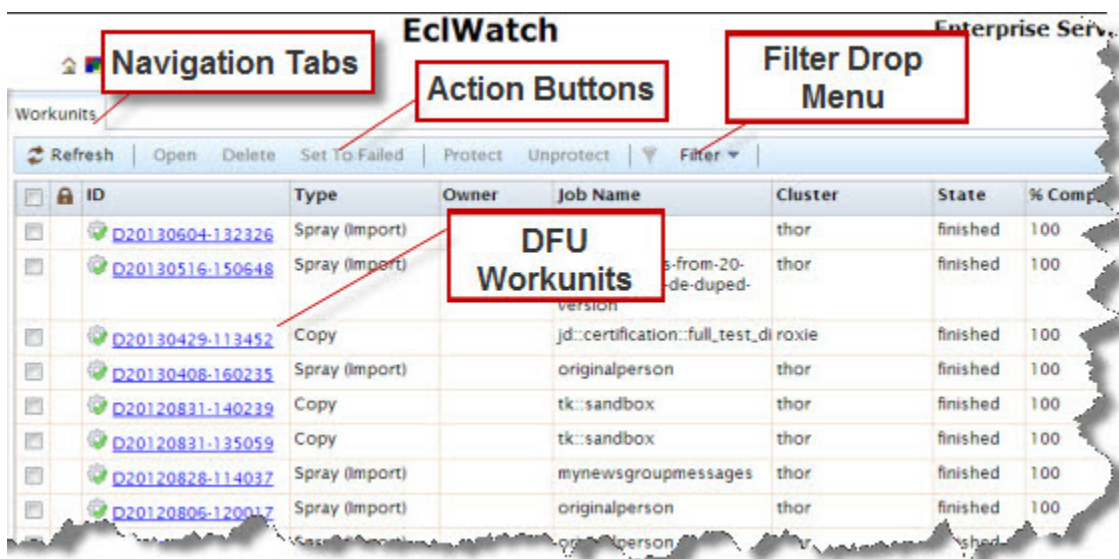 EclWatch
Enterprise Serv
Navigation Tabs
Action Buttons
Filter Drop
Menu
Workunits
Refresh Open Delete Set To Failed Protect Unprotect Filter
ID Type Owner Job Name Cluster State % Comp
D20130604-132326 Spray (Import) thor finished 100
D20130516-150648 Spray (Import) s-from-20- thor finished 100
-de-duped-
version
DFU
Workunits
D20130429-113452 Copy jd::certification::full_test_di roxie finished 100
D20130408-160235 Spray (Import) originalperson thor finished 100
D20120831-140239 Copy tk::sandbox thor finished 100
D20120831-135059 Copy tk::sandbox thor finished 100
D20120828-114037 Spray (Import) mynewsgroupmessages thor finished 100
D20120806-120017 Spray (Import) originalperson thor finished 100